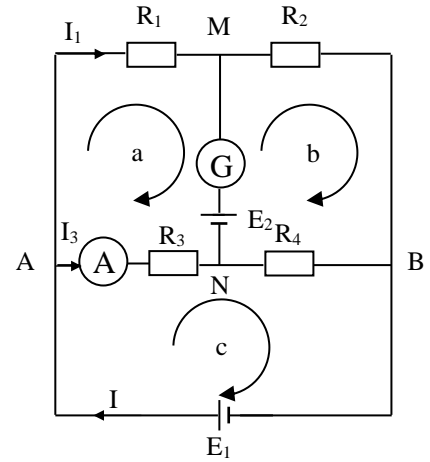 R₁ M R₂
I₁
a G b
E₂
I₃ R₃ R₄
A A B
N
c
I
E₁